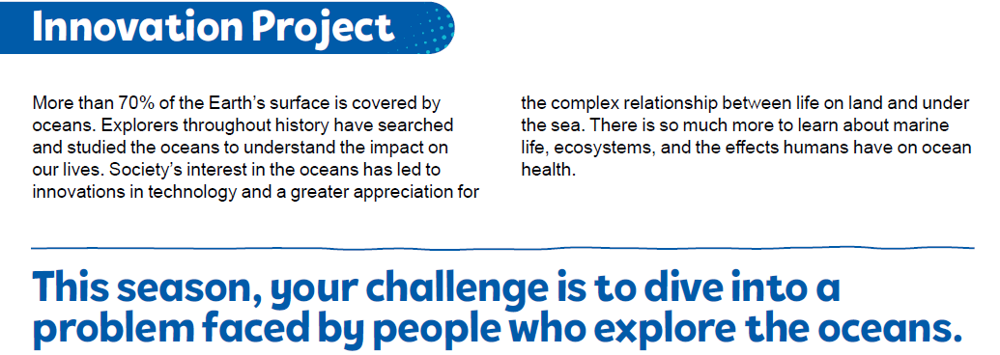 Innovation Project
More than 70% of the Earth's surface is covered by
oceans. Explorers throughout history have searched
and studied the oceans to understand the impact on
our lives. Society's interest in the oceans has led to
innovations in technology and a greater appreciation for
the complex relationship between life on land and under
the sea. There is so much more to learn about marine
life, ecosystems, and the effects humans have on ocean
health.
This season, your challenge is to dive into a
problem faced by people who explore the oceans.